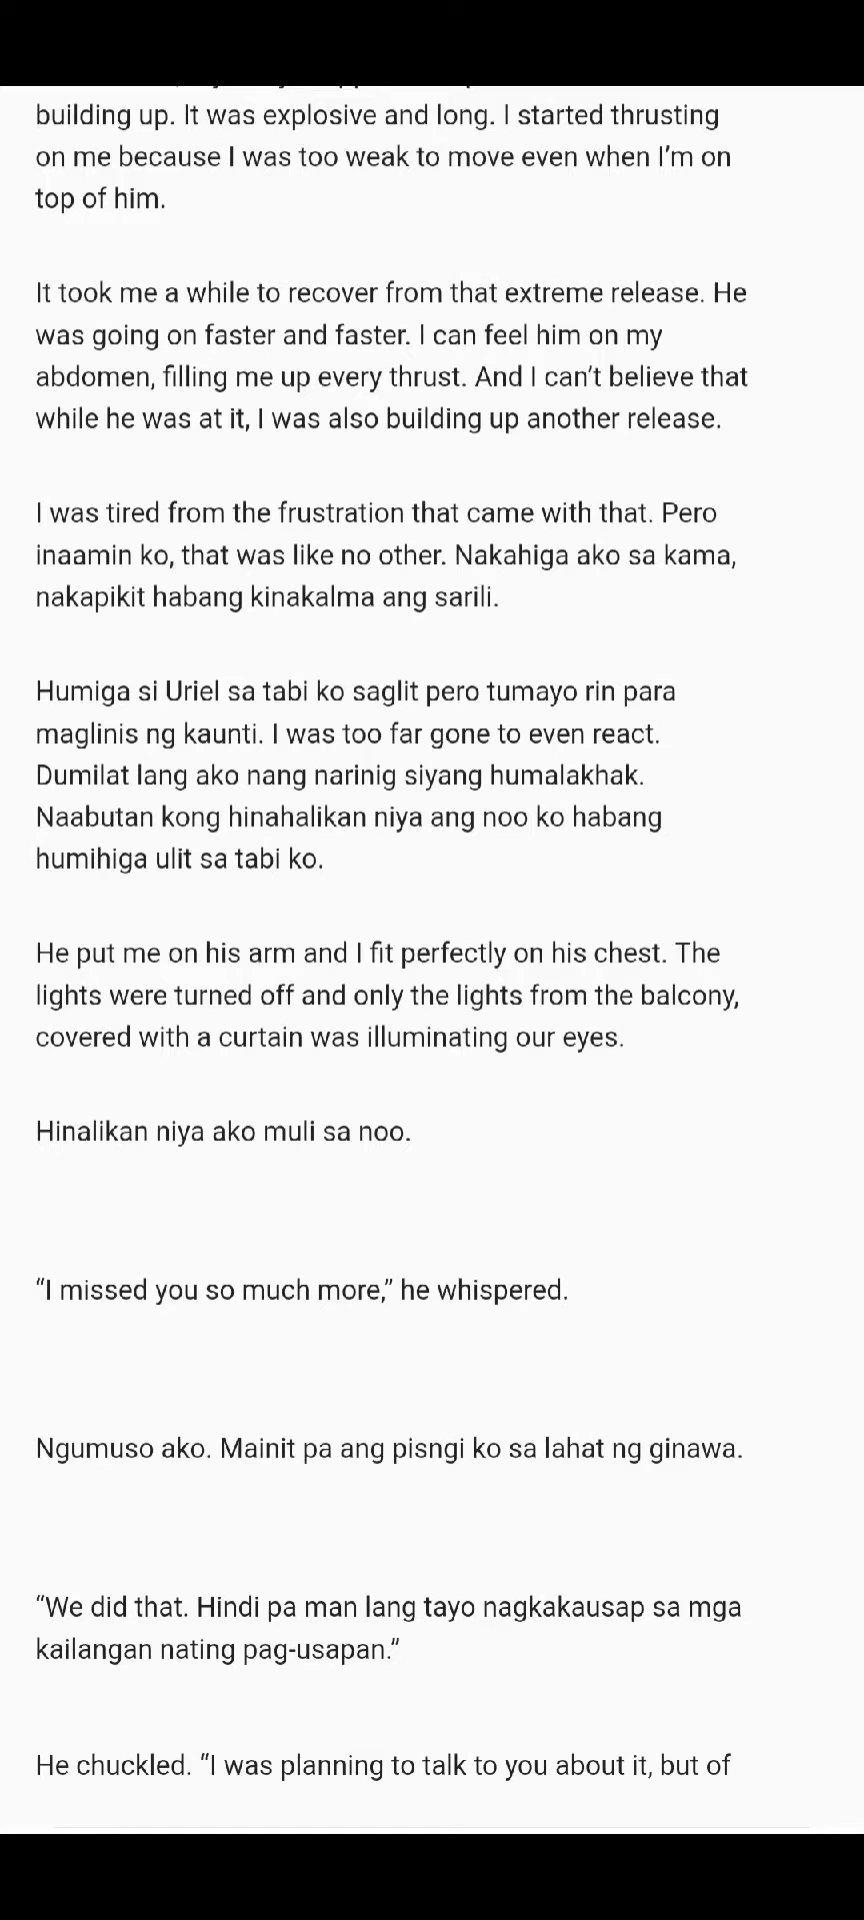 building up. It was explosive and long. I started thrusting
on me because I was too weak to move even when I'm on
top of him.
It took me a while to recover from that extreme release. He
was going on faster and faster. I can feel him on my
abdomen, filling me up every thrust. And I can't believe that
while he was at it, I was also building up another release.
I was tired from the frustration that came with that. Pero
inaamin ko, that was like no other. Nakahiga ako sa kama,
nakapikit habang kinakalma ang sarili.
Humiga si Uriel sa tabi ko saglit pero tumayo rin para
maglinis ng kaunti. I was too far gone to even react.
Dumilat lang ako nang narinig siyang humalakhak.
Naabutan kong hinahalikan niya ang noo ko habang
humihiga ulit sa tabi ko.
He put me on his arm and I fit perfectly on his chest. The
lights were turned off and only the lights from the balcony,
covered with a curtain was illuminating our eyes.
Hinalikan niya ako muli sa noo.
“I missed you so much more,” he whispered.
Ngumuso ako. Mainit pa ang pisngi ko sa lahat ng ginawa.
“We did that. Hindi pa man lang tayo nagkakausap sa mga
kailangan nating pag-usapan.”
He chuckled. “I was planning to talk to you about it, but of